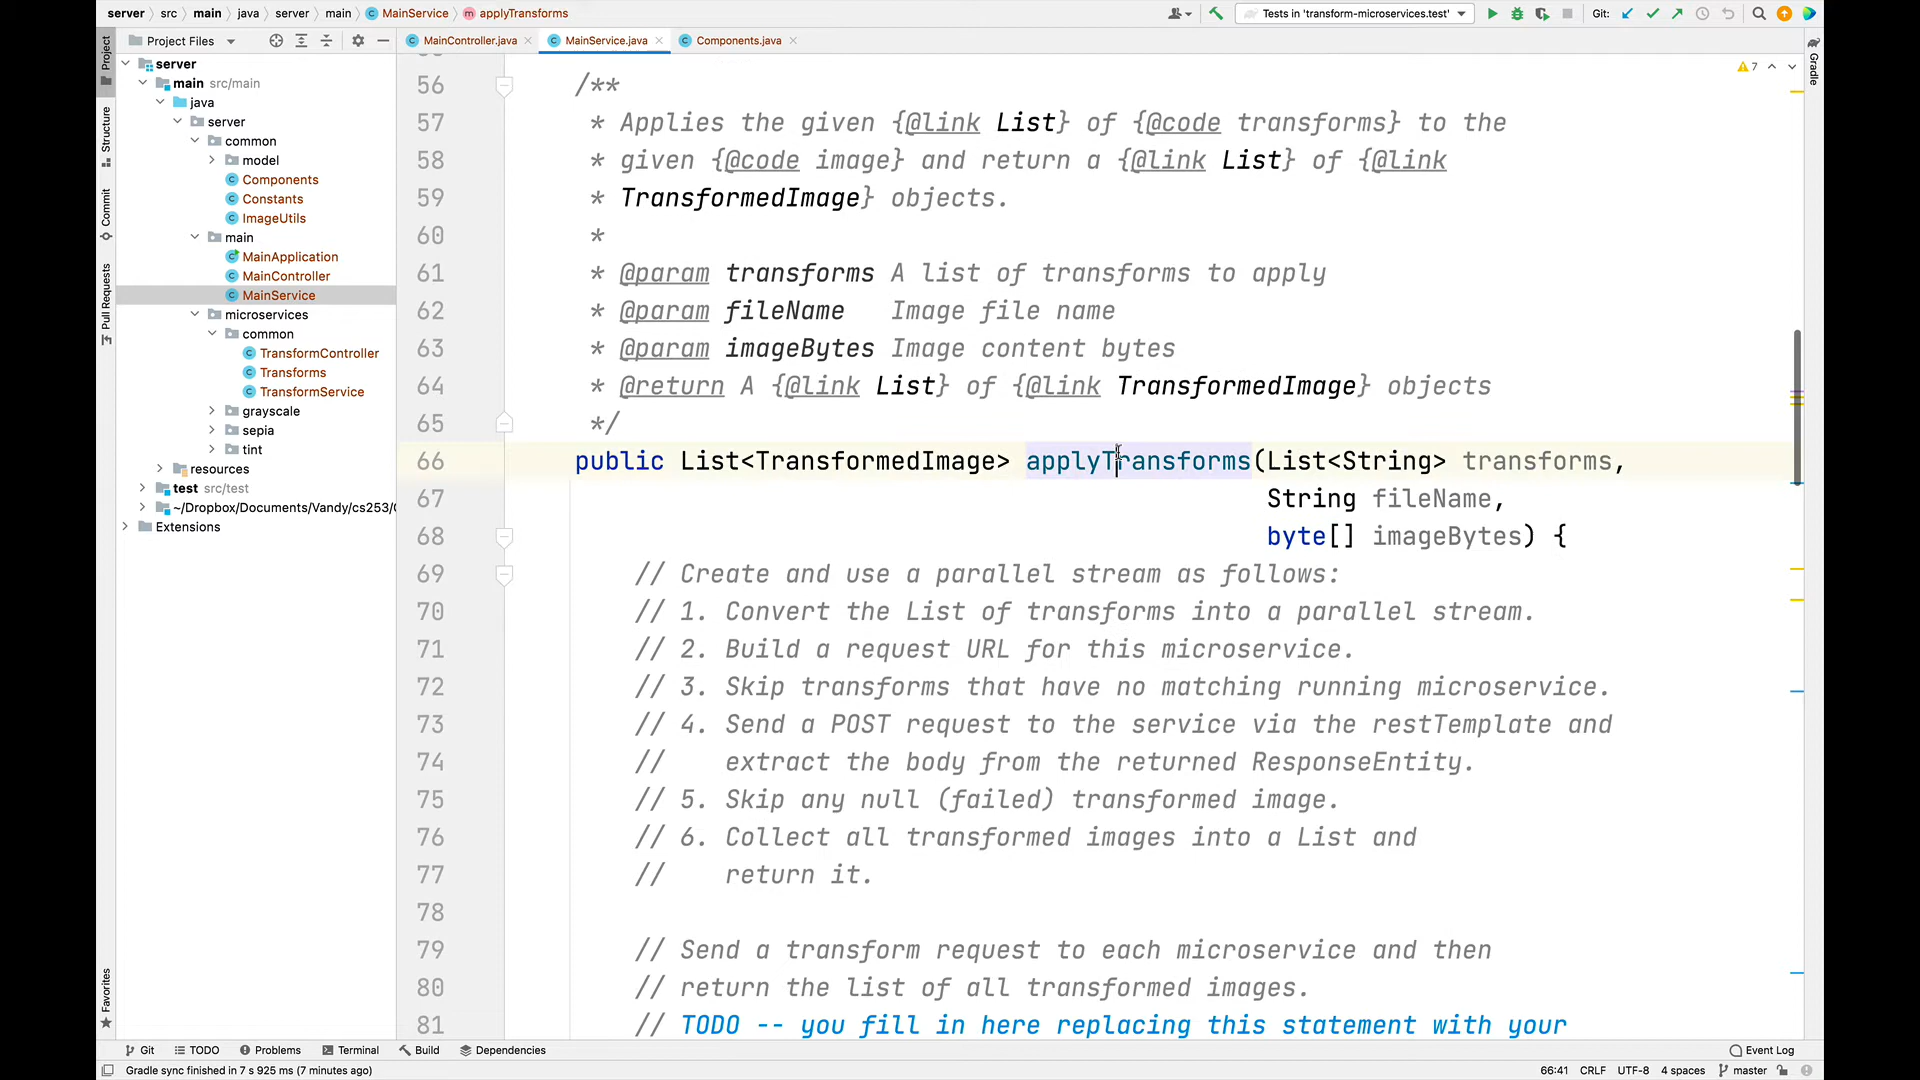 server › src › main › java › server › main › MainService › applyTransforms
Tests in 'transform-microservices.test'
Git:
Project Files
MainController.java
MainService.java
Components.java
Project
Structure
Commit
Pull Requests
Favorites
Gradle
server
main src/main
java
server
common
model
Components
Constants
ImageUtils
main
MainApplication
MainController
MainService
microservices
common
TransformController
Transforms
TransformService
grayscale
sepia
tint
resources
test src/test
~/Dropbox/Documents/Vandy/cs253/
Extensions
7
56 /**
57 * Applies the given {@link List} of {@code transforms} to the
58 * given {@code image} and return a {@link List} of {@link
59 * TransformedImage} objects.
60 *
61 * @param transforms A list of transforms to apply
62 * @param fileName   Image file name
63 * @param imageBytes Image content bytes
64 * @return A {@link List} of {@link TransformedImage} objects
65 */
66 public List<TransformedImage> applyTransforms(List<String> transforms,
67 String fileName,
68 byte[] imageBytes) {
69 // Create and use a parallel stream as follows:
70 // 1. Convert the List of transforms into a parallel stream.
71 // 2. Build a request URL for this microservice.
72 // 3. Skip transforms that have no matching running microservice.
73 // 4. Send a POST request to the service via the restTemplate and
74 //    extract the body from the returned ResponseEntity.
75 // 5. Skip any null (failed) transformed image.
76 // 6. Collect all transformed images into a List and
77 //    return it.
78
79 // Send a transform request to each microservice and then
80 // return the list of all transformed images.
81 // TODO -- you fill in here replacing this statement with your
Git TODO Problems Terminal Build Dependencies Event Log
Gradle sync finished in 7 s 925 ms (7 minutes ago) 66:41 CRLF UTF-8 4 spaces master